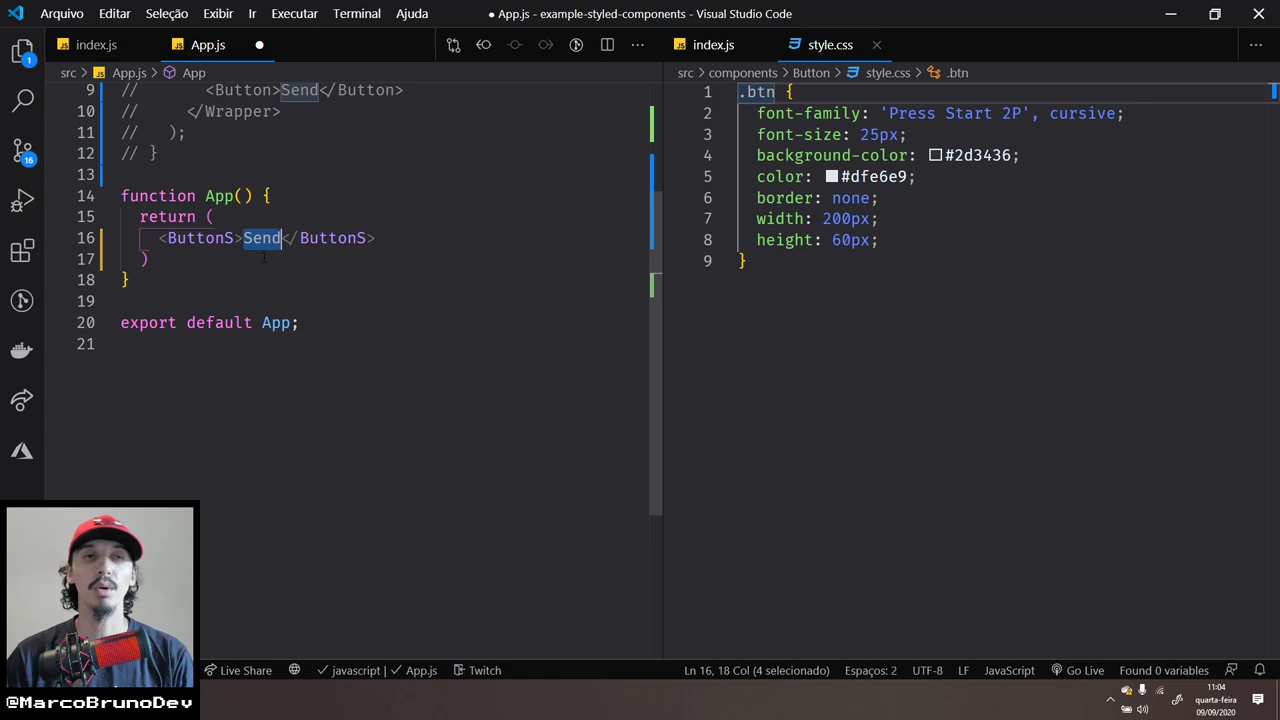 Arquivo Editar Seleção Exibir Ir Executar Terminal Ajuda
● App.js - example-styled-components - Visual Studio Code
JS index.js
JS App.js
JS index.js
style.css
src > JS App.js > App
src > components > Button > style.css > .btn
9 // <Button>Send</Button>
10 // </Wrapper>
11 // );
12 // }
13
14 function App() {
15 return (
16 <ButtonS>Send</ButtonS>
17 )
18 }
19
20 export default App;
21
1 .btn {
2 font-family: 'Press Start 2P', cursive;
3 font-size: 25px;
4 background-color: #2d3436;
5 color: #dfe6e9;
6 border: none;
7 width: 200px;
8 height: 60px;
9 }
1
16
Live Share javascript | App.js Twitch
Ln 16, 18 Col (4 selecionado) Espaços: 2 UTF-8 LF JavaScript Go Live Found 0 variables
@MarcoBrunoDev
11:04
quarta-feira
09/09/2020